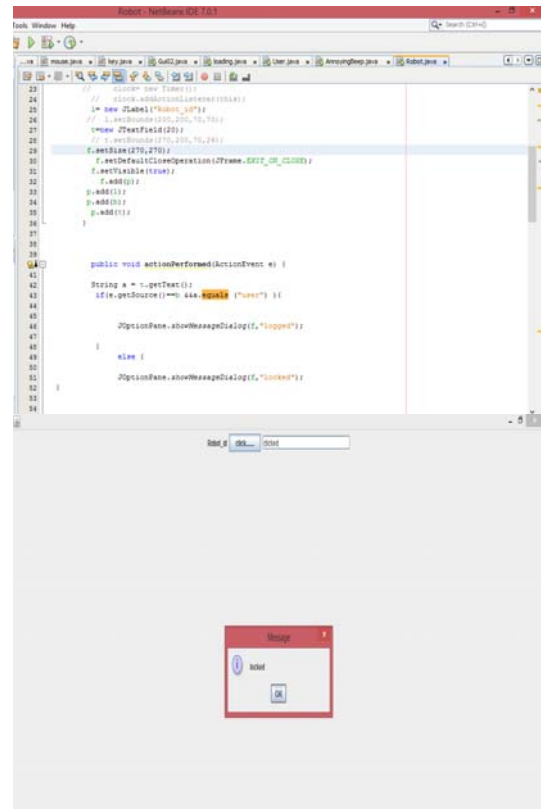 Robot - NetBeans IDE 7.0.1
Tools Window Help
Search (Ctrl+I)
mouse.java key.java Gui02.java loading.java User.java AnnoyingBeep.java Robot.java
23 // clock= new Timer();
24 // clock.addActionListener(this);
25 l= new JLabel("Robot_id");
26 // l.setBounds(200,200,70,70);
27 t=new JTextField(20);
28 // t.setBounds(270,200,70,24);
29 f.setSize(270,270);
30 f.setDefaultCloseOperation(JFrame.EXIT_ON_CLOSE);
31 f.setVisible(true);
32 f.add(p);
33 p.add(l);
34 p.add(b);
35 p.add(t);
36 }
37
38
39
public void actionPerformed(ActionEvent e) {
41
42 String a = t.getText();
43 if(e.getSource()==b &&a.equals ("user") ){
44
45
46 JOptionPane.showMessageDialog(f,"logged");
47
48 }
49 else {
50
51 JOptionPane.showMessageDialog(f,"locked");
52 }
53
54
Robot_id click.....
Message
locked
OK